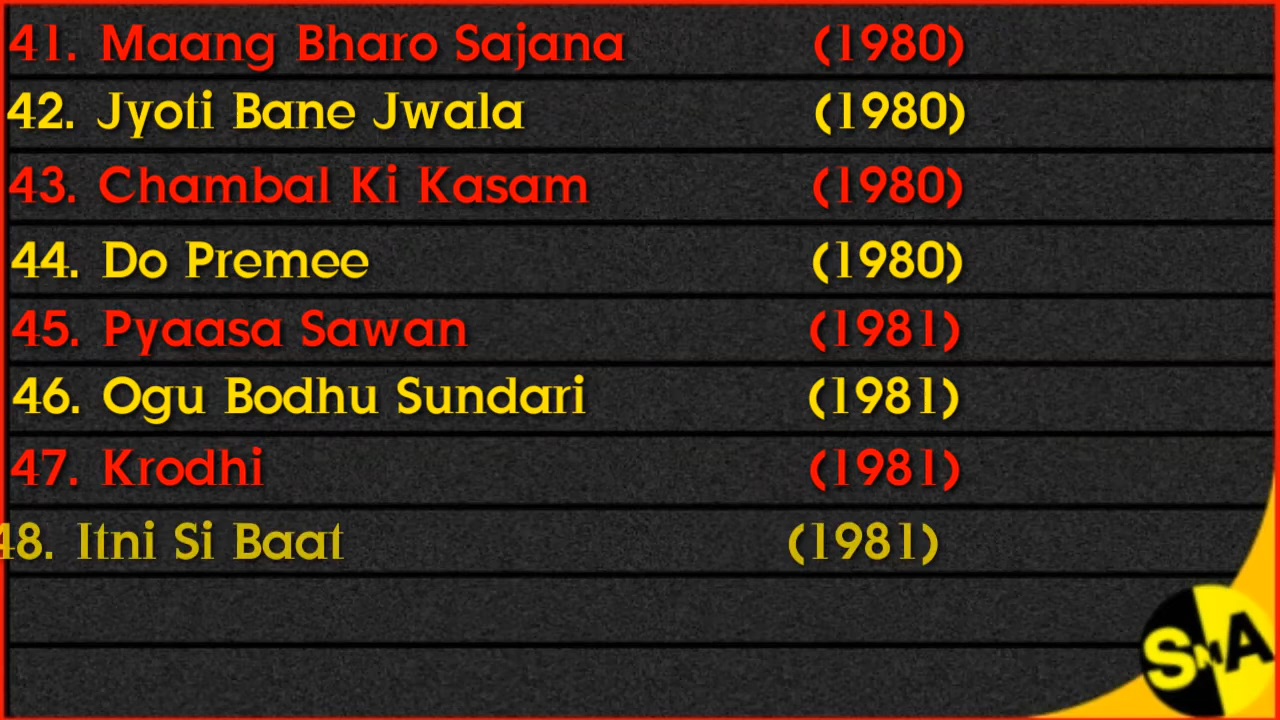 41. Maang Bharo Sajana (1980)
42. Jyoti Bane Jwala (1980)
43. Chambal Ki Kasam (1980)
44. Do Premee (1980)
45. Pyaasa Sawan (1981)
46. Ogu Bodhu Sundari (1981)
47. Krodhi (1981)
48. Itni Si Baat (1981)
SMA